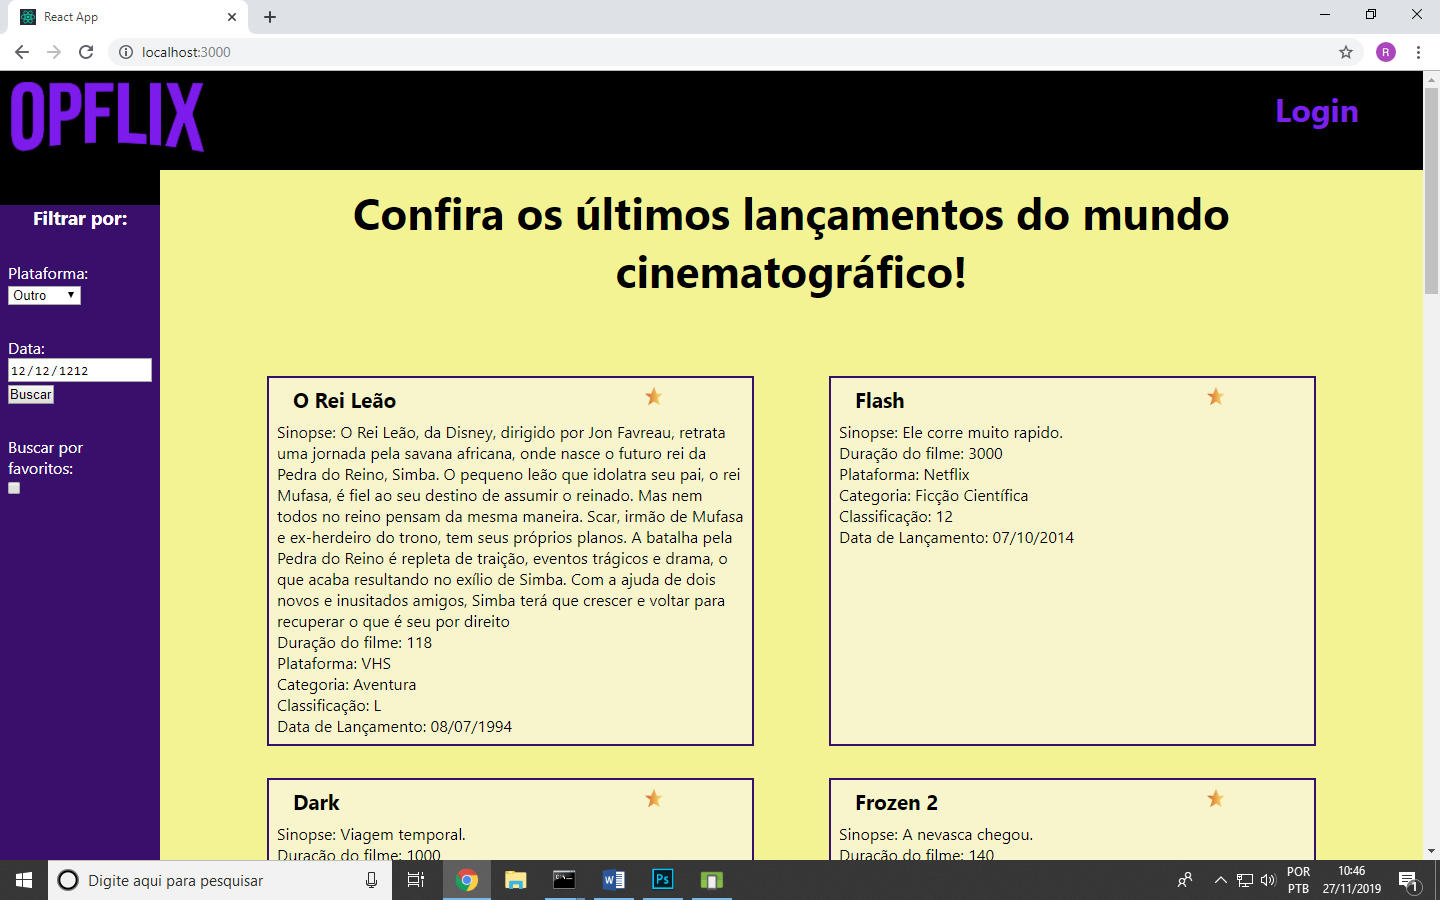 React App
localhost:3000
R
OPFLIX
Login
Filtrar por:
Plataforma:
Outro
Data:
12/12/1212
Buscar
Buscar por
favoritos:
Confira os últimos lançamentos do mundo
cinematográfico!
O Rei Leão
Sinopse: O Rei Leão, da Disney, dirigido por Jon Favreau, retrata
uma jornada pela savana africana, onde nasce o futuro rei da
Pedra do Reino, Simba. O pequeno leão que idolatra seu pai, o rei
Mufasa, é fiel ao seu destino de assumir o reinado. Mas nem
todos no reino pensam da mesma maneira. Scar, irmão de Mufasa
e ex-herdeiro do trono, tem seus próprios planos. A batalha pela
Pedra do Reino é repleta de traição, eventos trágicos e drama, o
que acaba resultando no exílio de Simba. Com a ajuda de dois
novos e inusitados amigos, Simba terá que crescer e voltar para
recuperar o que é seu por direito
Duração do filme: 118
Plataforma: VHS
Categoria: Aventura
Classificação: L
Data de Lançamento: 08/07/1994
Flash
Sinopse: Ele corre muito rapido.
Duração do filme: 3000
Plataforma: Netflix
Categoria: Ficção Científica
Classificação: 12
Data de Lançamento: 07/10/2014
Dark
Sinopse: Viagem temporal.
Duração do filme: 1000
Frozen 2
Sinopse: A nevasca chegou.
Duração do filme: 140
Digite aqui para pesquisar
Ps
POR
PTB
10:46
27/11/2019
1